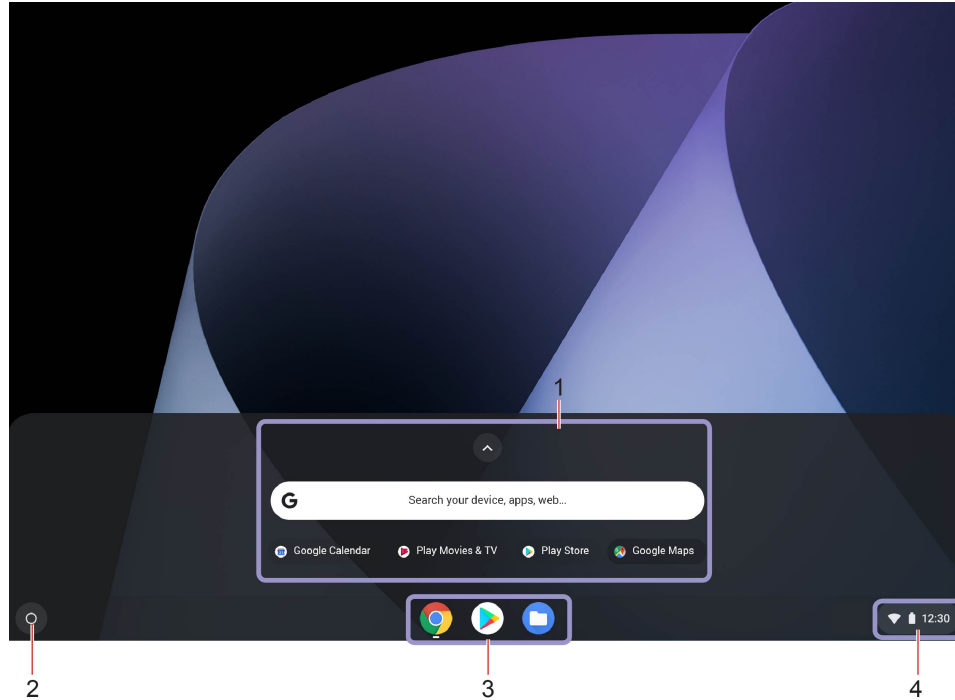 1
G
Search your device, apps, web...
Google Calendar
Play Movies & TV
Play Store
Google Maps
12:30
2
3
4